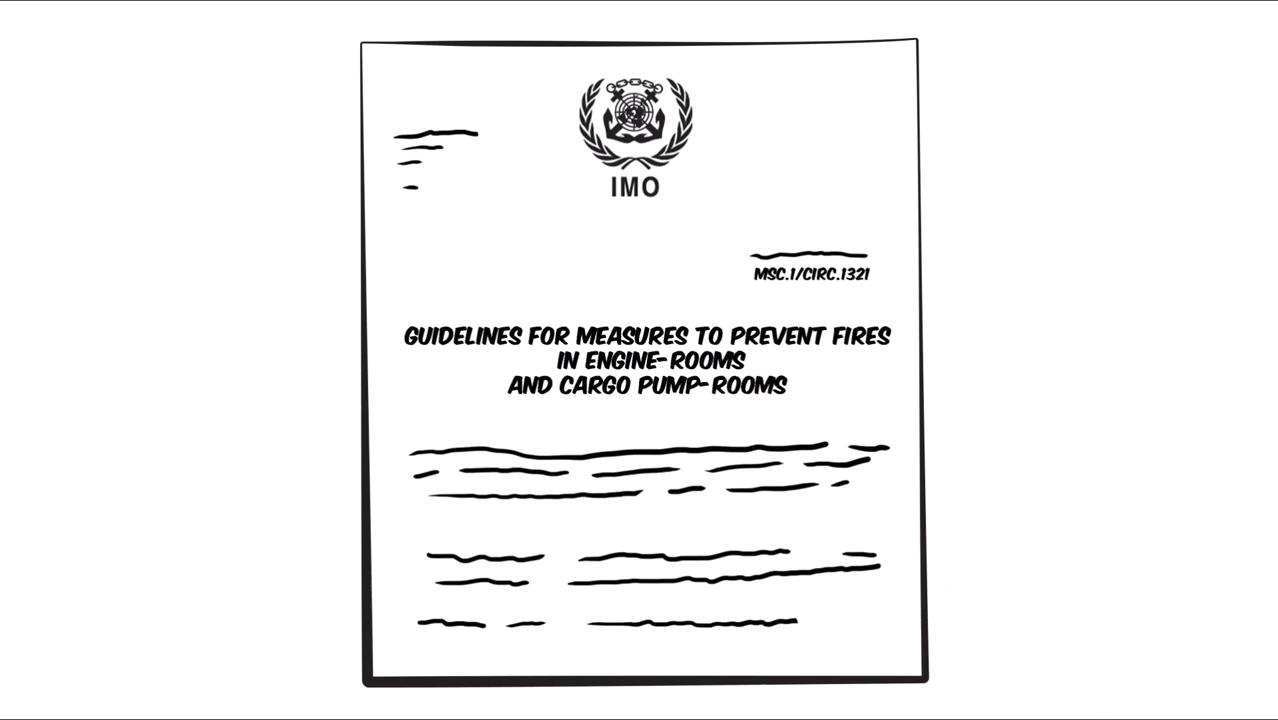 IMO
MSC.1/CIRC.1321
GUIDELINES FOR MEASURES TO PREVENT FIRES
IN ENGINE-ROOMS
AND CARGO PUMP-ROOMS